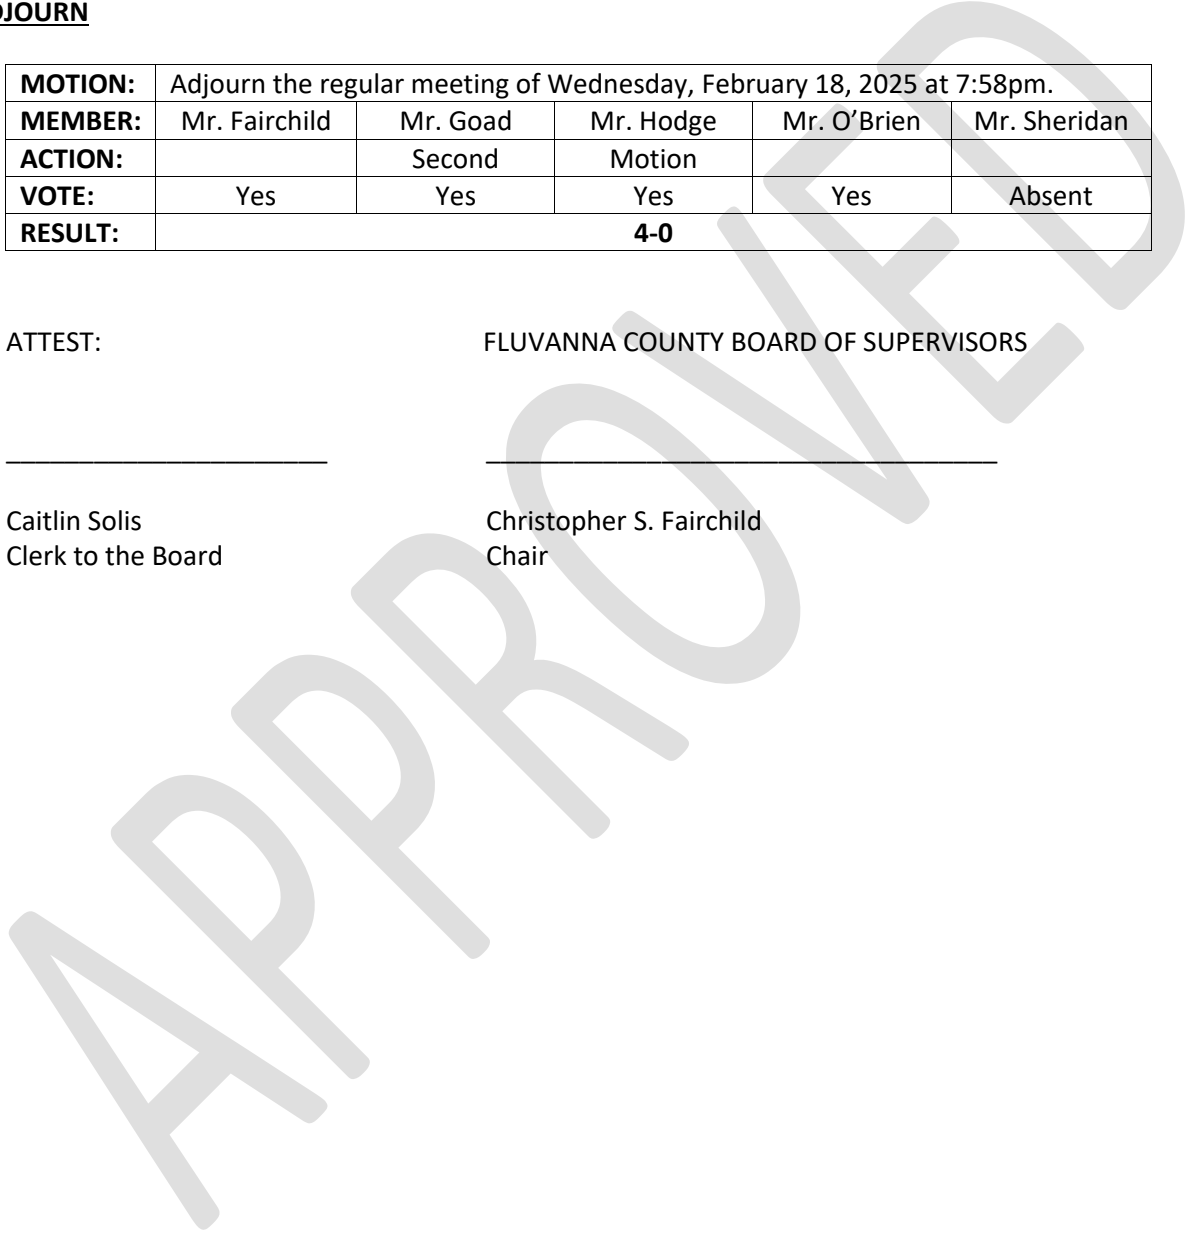 DJOURN
MOTION: Adjourn the regular meeting of Wednesday, February 18, 2025 at 7:58pm.
MEMBER: Mr. Fairchild Mr. Goad Mr. Hodge Mr. O’Brien Mr. Sheridan
ACTION: Second Motion
VOTE: Yes Yes Yes Yes Absent
RESULT: 4-0
ATTEST: FLUVANNA COUNTY BOARD OF SUPERVISORS
Caitlin Solis Christopher S. Fairchild
Clerk to the Board Chair
APPROVED